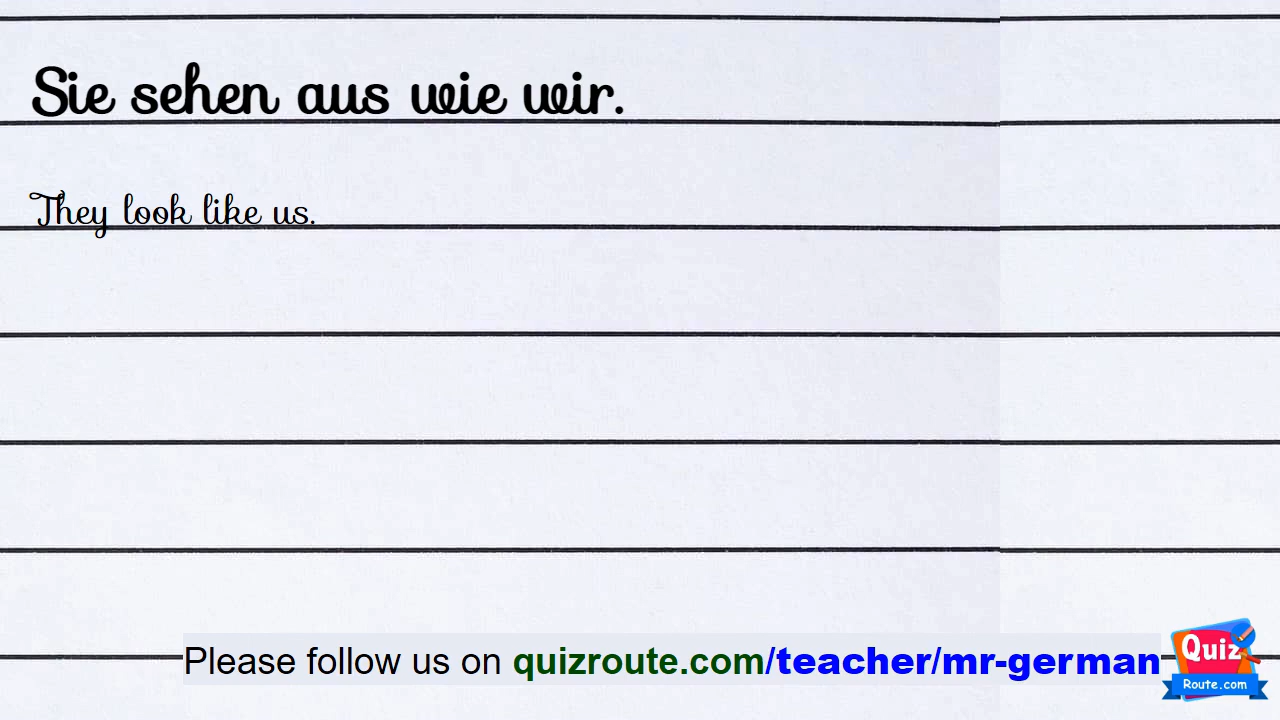 Sie sehen aus wie wir.
They look like us.
Please follow us on quizroute.com/teacher/mr-german
Quiz
Route.com